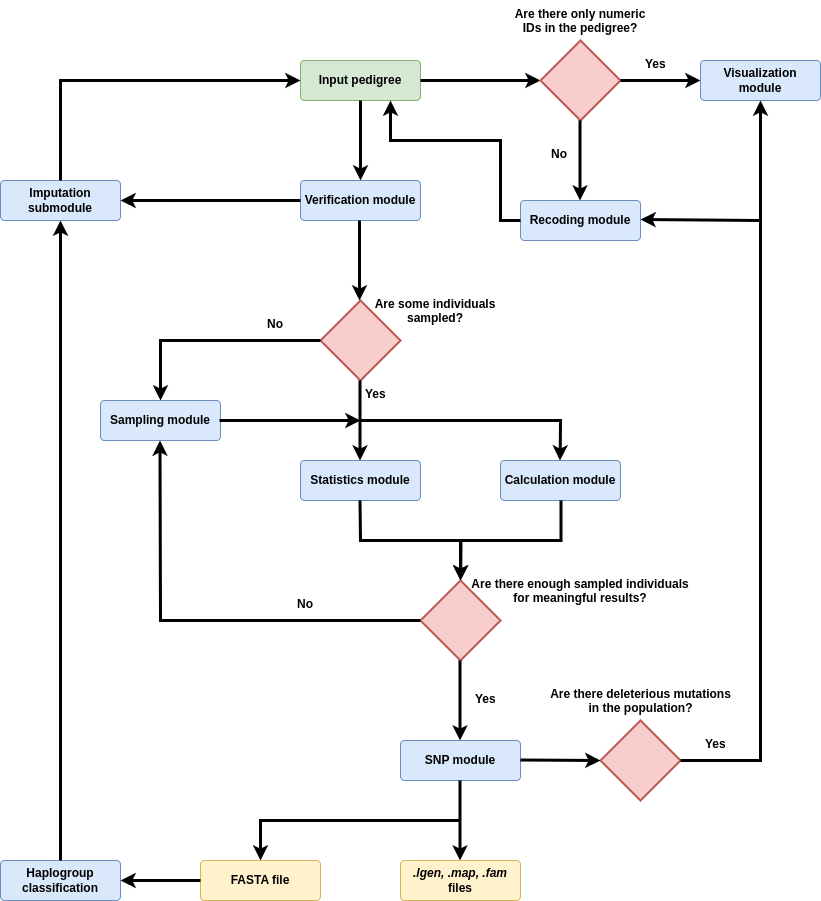 Are there only numeric
IDs in the pedigree?
Input pedigree
Yes
Visualization
module
No
Imputation
submodule
Verification module
Recoding module
Are some individuals
sampled?
No
Yes
Sampling module
Statistics module
Calculation module
Are there enough sampled individuals
for meaningful results?
No
Yes
Are there deleterious mutations
in the population?
Yes
SNP module
Haplogroup
classification
FASTA file
.lgen, .map, .fam
files